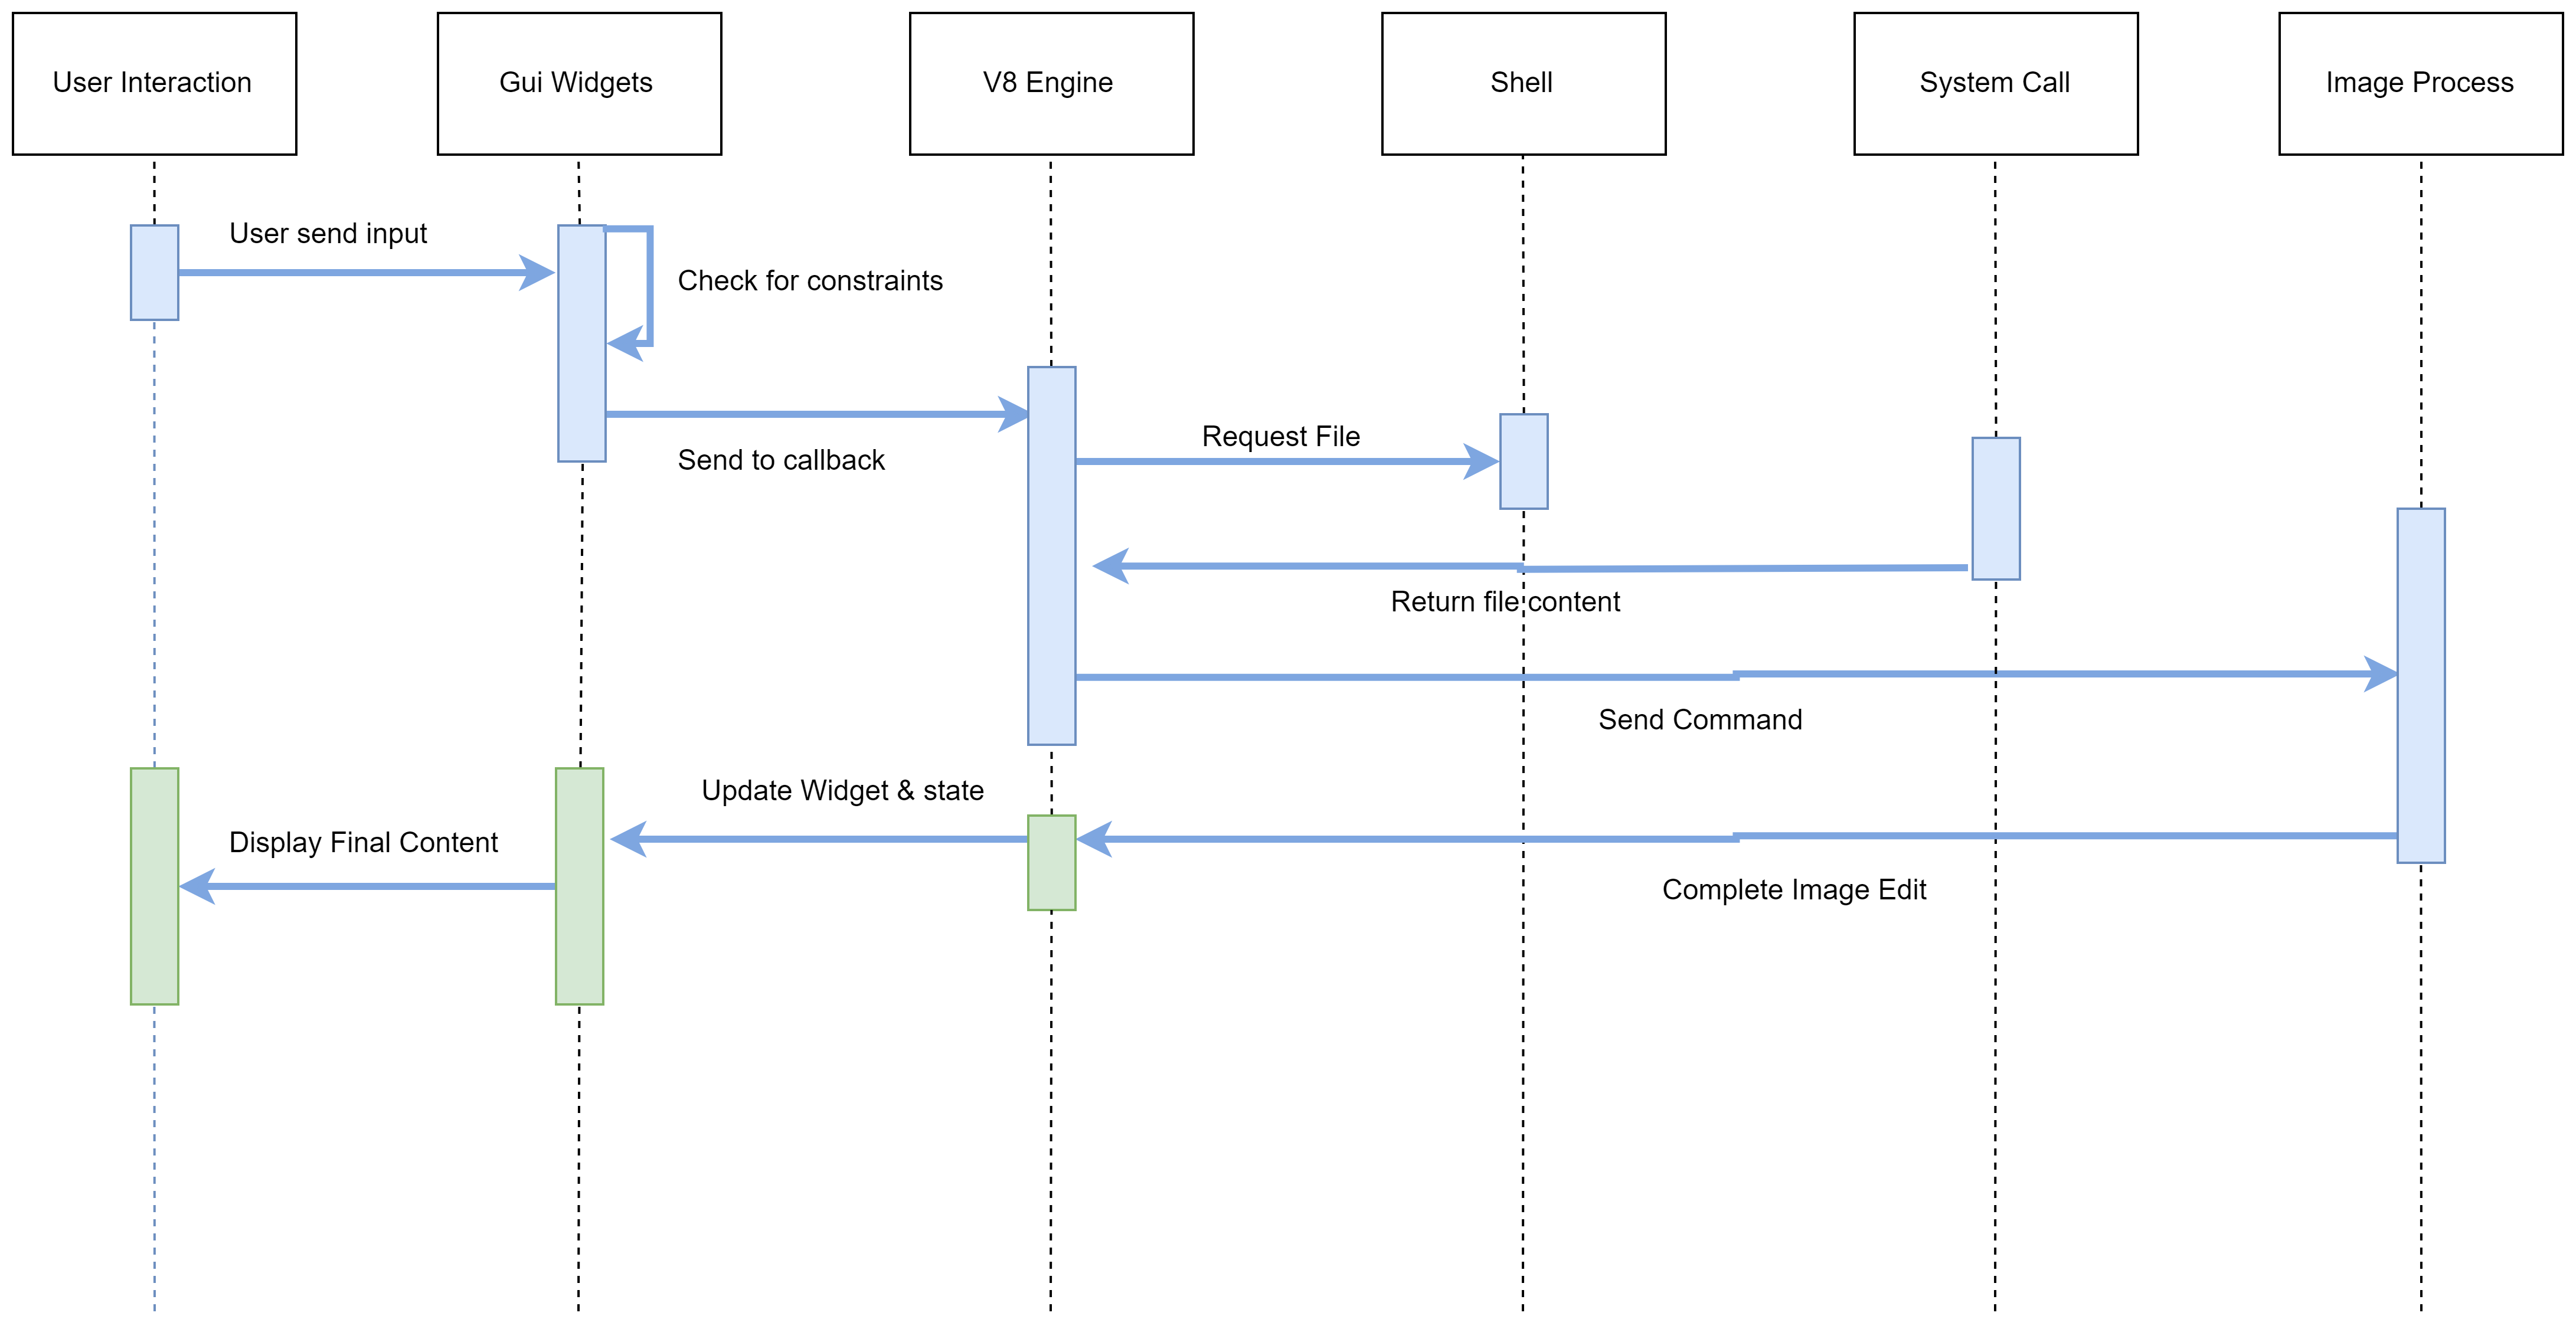 User Interaction
Gui Widgets
V8 Engine
Shell
System Call
Image Process
User send input
Check for constraints
Send to callback
Request File
Return file content
Send Command
Update Widget & state
Display Final Content
Complete Image Edit